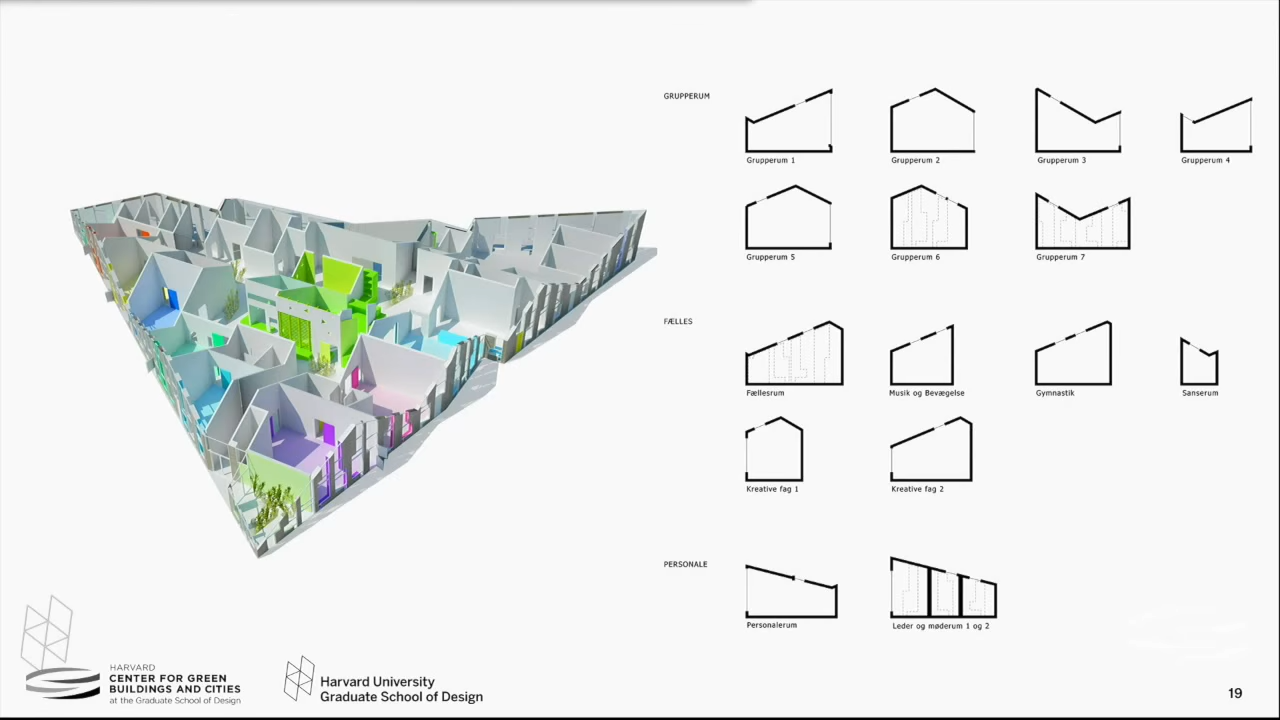 GRUPPERUM
Grupperum 1
Grupperum 2
Grupperum 3
Grupperum 4
Grupperum 5
Grupperum 6
Grupperum 7
FÆLLES
Fællesrum
Musik og Bevægelse
Gymnastik
Sanserum
Kreative fag 1
Kreative fag 2
PERSONALE
Personalerum
Leder og møderum 1 og 2
HARVARD
CENTER FOR GREEN
BUILDINGS AND CITIES
at the Graduate School of Design
Harvard University
Graduate School of Design
19